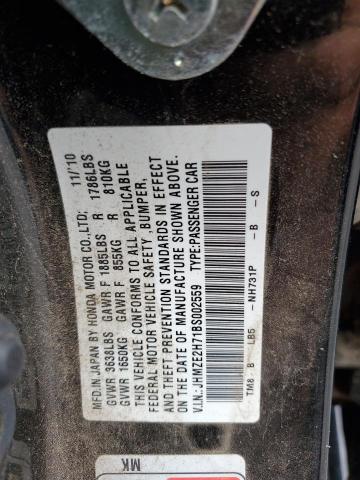 MFD.IN JAPAN BY HONDA MOTOR CO.,LTD; 11/'10
GVWR 3638LBS GAWR F 1885LBS R 1786LBS
GVWR 1650KG GAWR F 855KG R 810KG
THIS VEHICLE CONFORMS TO ALL APPLICABLE
FEDERAL MOTOR VEHICLE SAFETY ,BUMPER,
AND THEFT PREVENTION STANDARDS IN EFFECT
ON THE DATE OF MANUFACTURE SHOWN ABOVE.
V.I.N.:JHMZE2H71BS002559 TYPE:PASSENGER CAR
TM8 - B LB5 -NH731P -B -S
MK